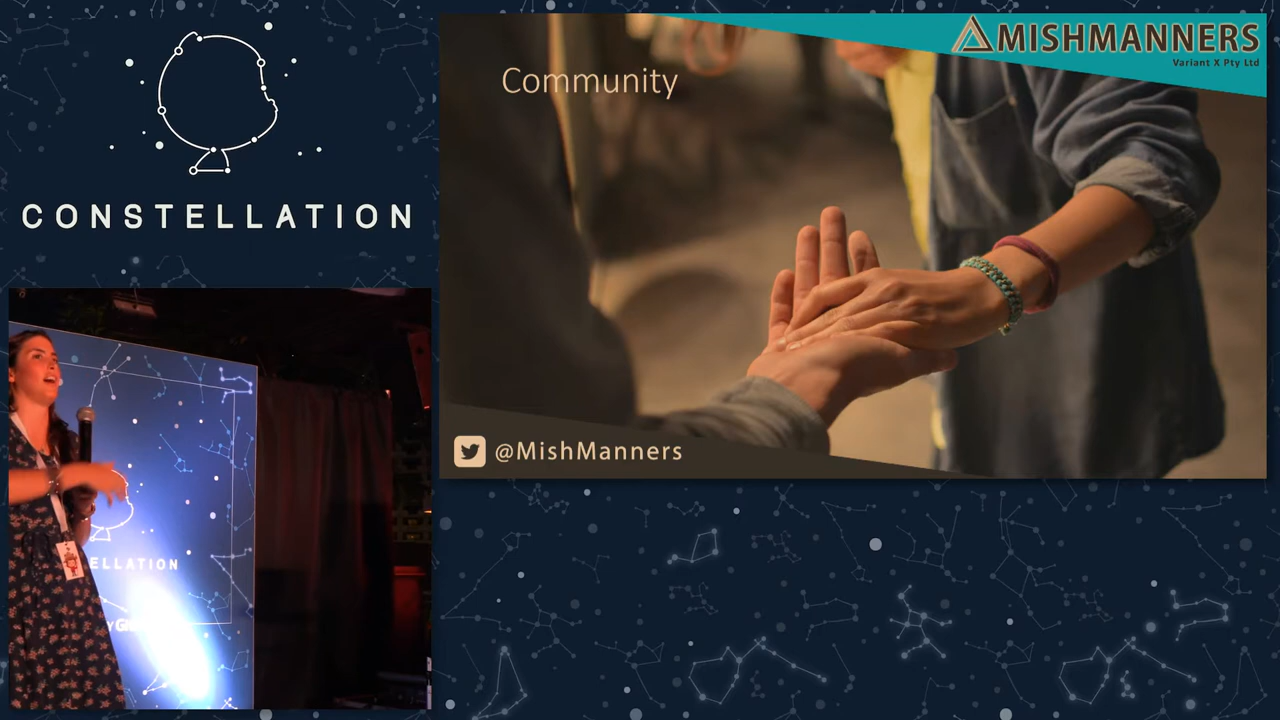 CONSTELLATION
MISHMANNERS
Variant X Pty Ltd
Community
@MishManners
ELLATION